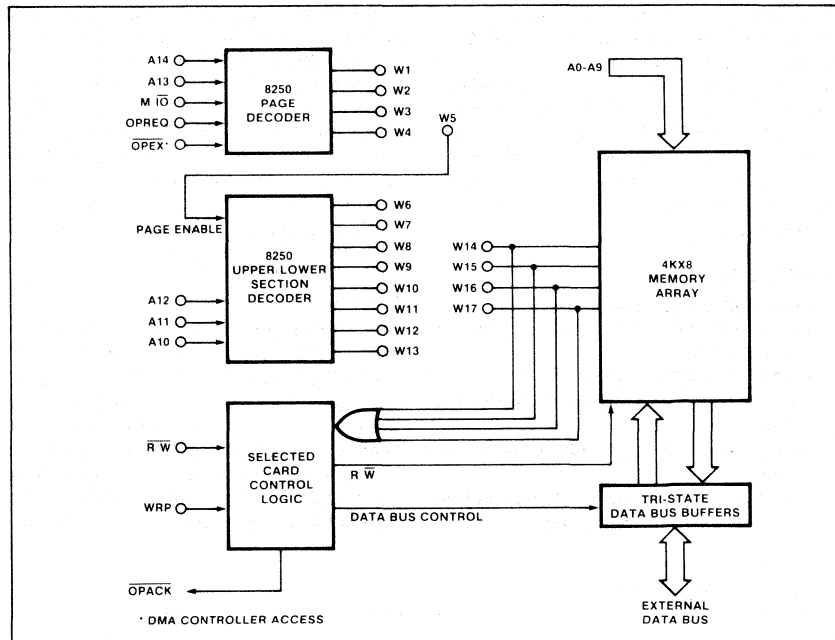 A14
A13
M I̅O̅
OPREQ
O̅P̅E̅X̅*
8250
PAGE
DECODER
W1
W2
W3
W4
W5
A0-A9
PAGE ENABLE
8250
UPPER LOWER
SECTION
DECODER
A12
A11
A10
W6
W7
W8
W9
W10
W11
W12
W13
W14
W15
W16
W17
4KX8
MEMORY
ARRAY
R̅ W̅
WRP
SELECTED
CARD
CONTROL
LOGIC
R W̅
DATA BUS CONTROL
TRI-STATE
DATA BUS BUFFERS
O̅P̅A̅C̅K̅
* DMA CONTROLLER ACCESS
EXTERNAL
DATA BUS